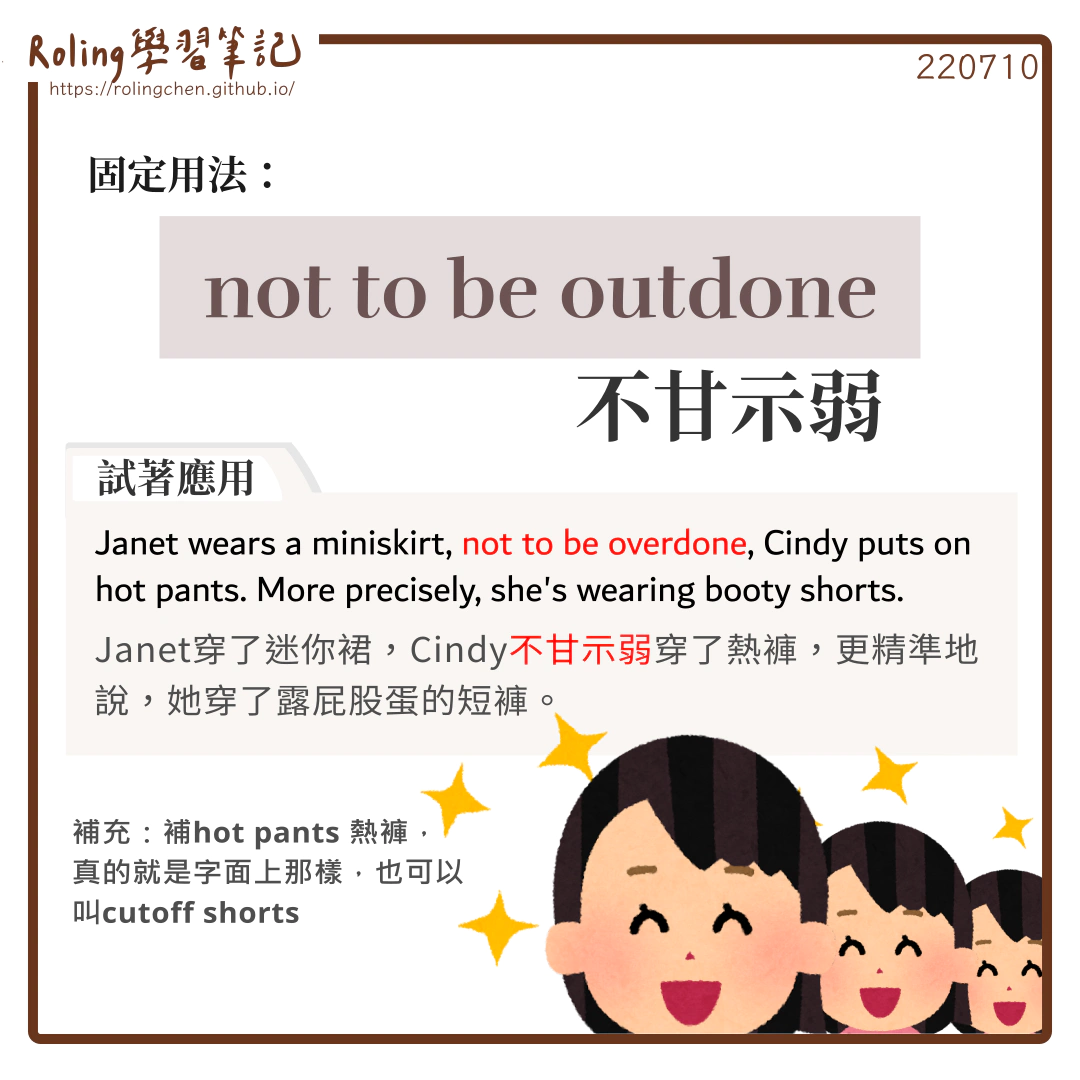 Roling學習筆記
https://rolingchen.github.io/
220710
固定用法：
not to be outdone
不甘示弱
試著應用
Janet wears a miniskirt, not to be overdone, Cindy puts on
hot pants. More precisely, she's wearing booty shorts.
Janet穿了迷你裙，Cindy不甘示弱穿了熱褲，更精準地
說，她穿了露屁股蛋的短褲。
補充：補hot pants 熱褲，
真的就是字面上那樣，也可以
叫cutoff shorts